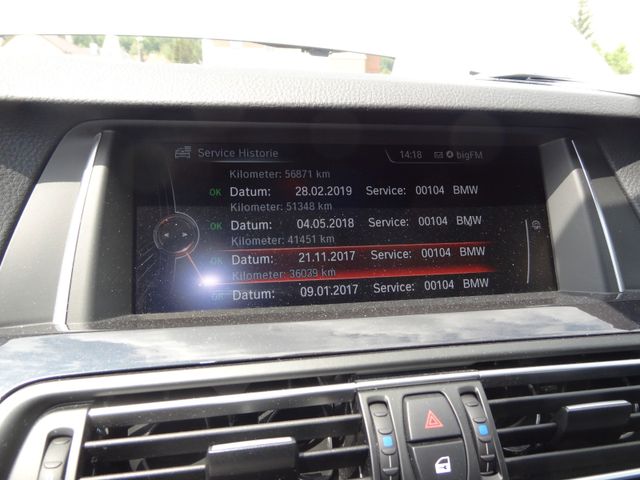 Service Historie 14:18 bigFM
Kilometer: 56871 km
OK Datum: 28.02.2019 Service: 00104 BMW
Kilometer: 51348 km
OK Datum: 04.05.2018 Service: 00104 BMW
Kilometer: 41451 km
OK Datum: 21.11.2017 Service: 00104 BMW
Kilometer: 36039 km
OK Datum: 09.01.2017 Service: 00104 BMW